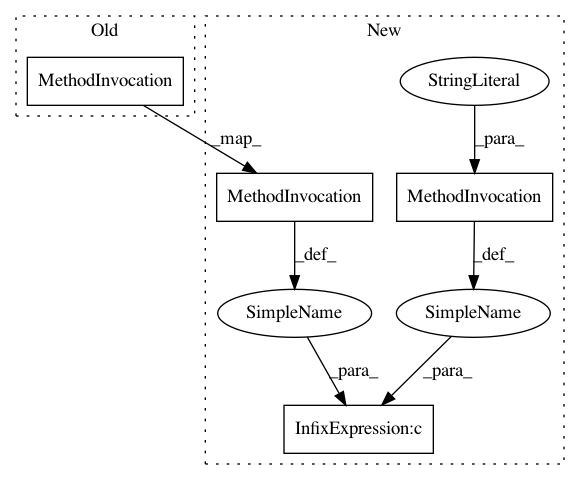 Old
New
MethodInvocation
StringLiteral
_map_
_para_
MethodInvocation
MethodInvocation
_def_
_def_
SimpleName
SimpleName
_para_
_para_
InfixExpression:c